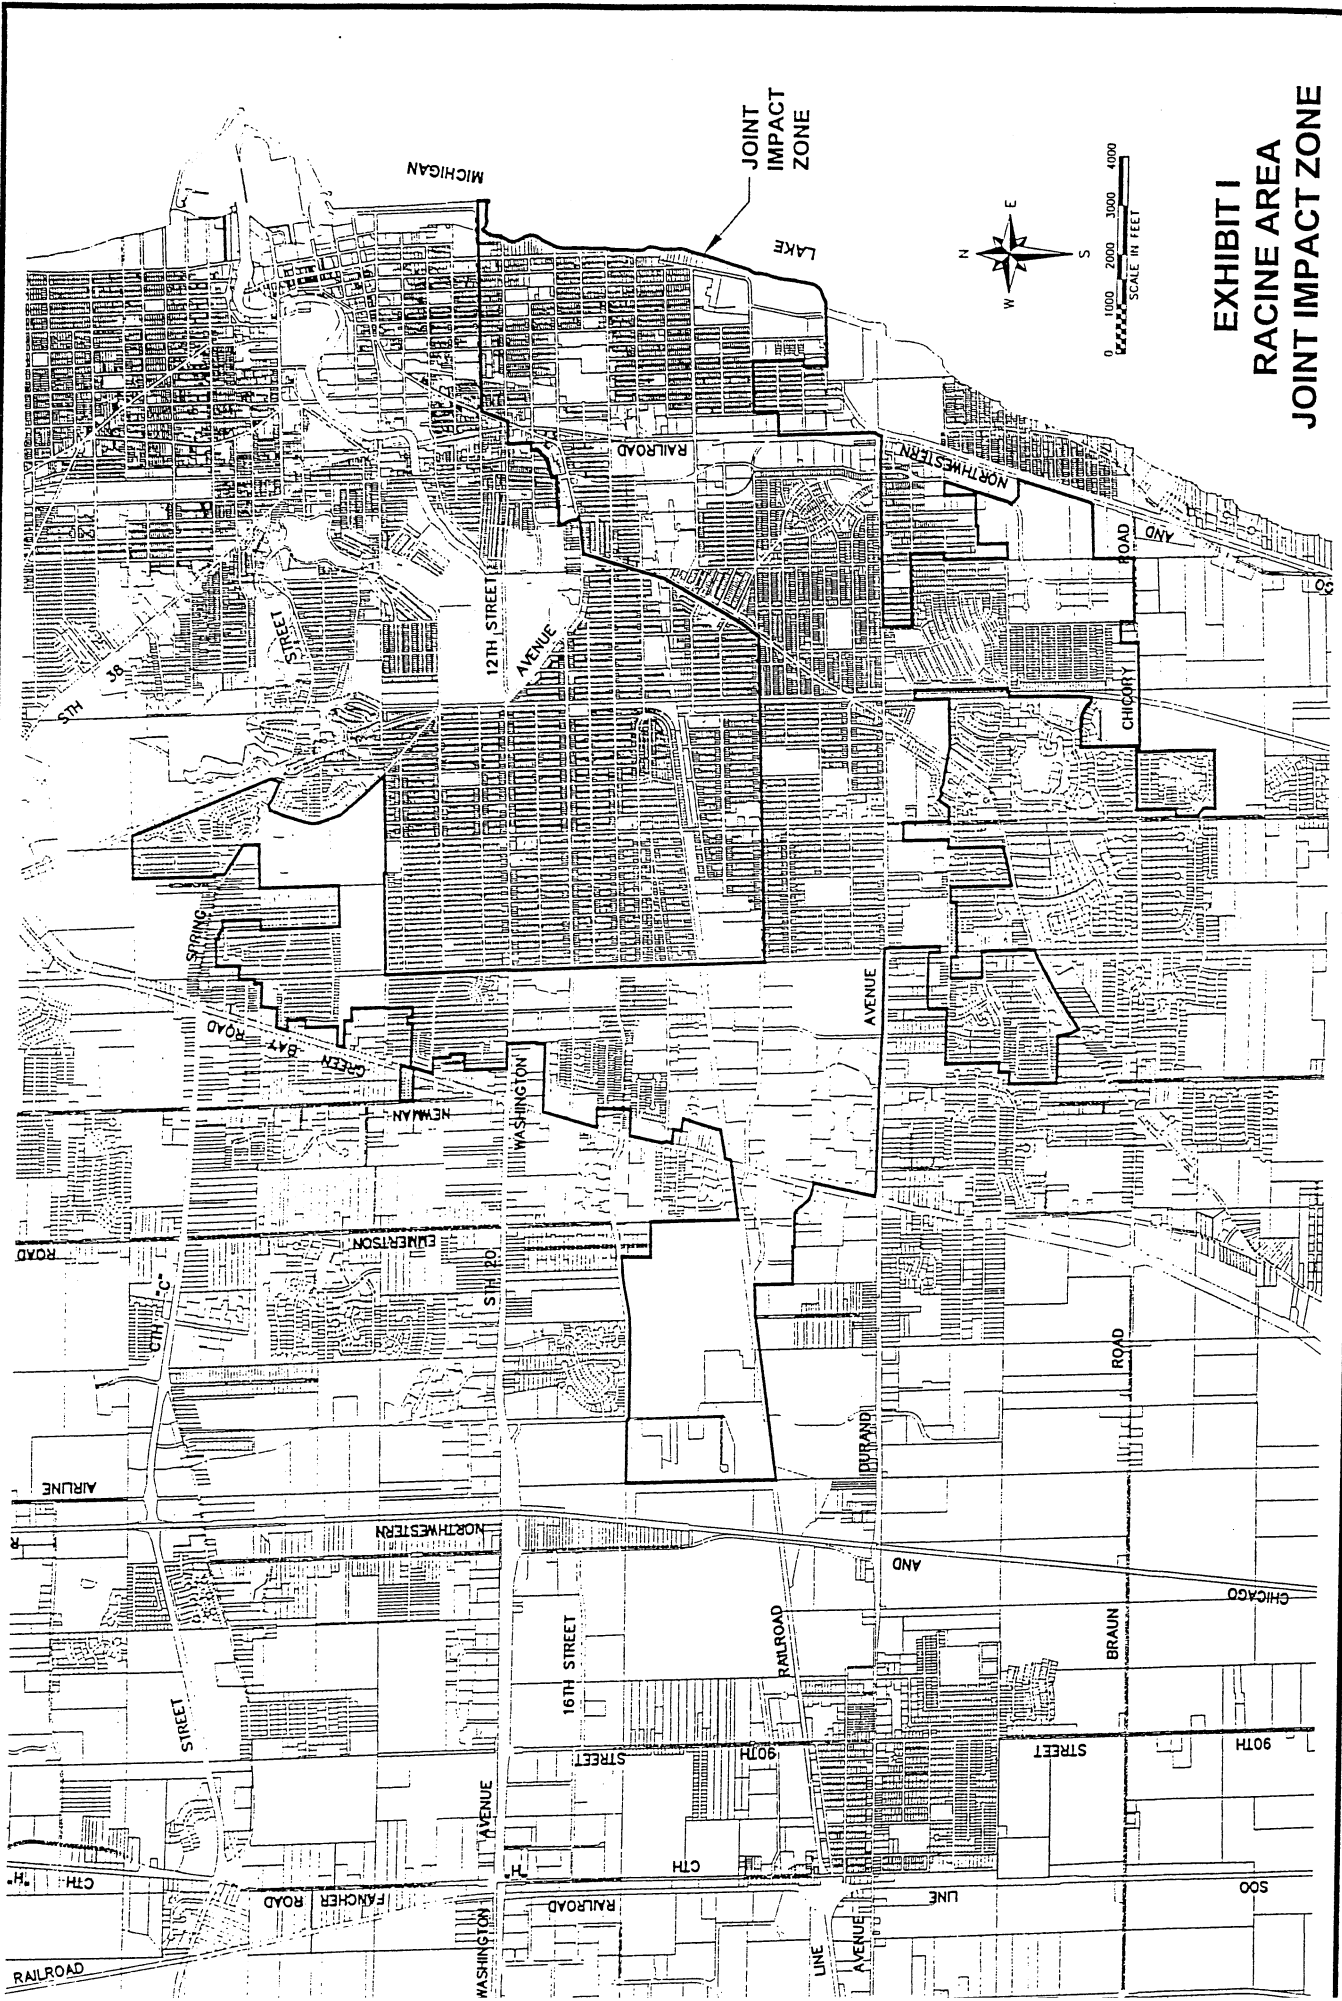 EXHIBIT I
RACINE AREA
JOINT IMPACT ZONE
JOINT
IMPACT
ZONE
MICHIGAN
LAKE
N
E
S
W
0 1000 2000 3000 4000
SCALE IN FEET
STH 38
STREET
12TH STREET
AVENUE
RAILROAD
NORTHWESTERN
AND
ROAD
CHICORY
CO
SPRING
GREEN BAY ROAD
NEWMAN
WASHINGTON
AVENUE
ROAD
EMMERTSON
STH 20
CTH "C"
AIRLINE
R
NORTHWESTERN
AND
CHICAGO
DURAND
ROAD
BRAUN
16TH STREET
RAILROAD
STREET
90TH
STREET
STREET
90TH
CTH "H"
AVENUE
"H"
CTH
FANCHER ROAD
RAILROAD
LINE
SOO
RAILROAD
WASHINGTON
LINE
AVENUE